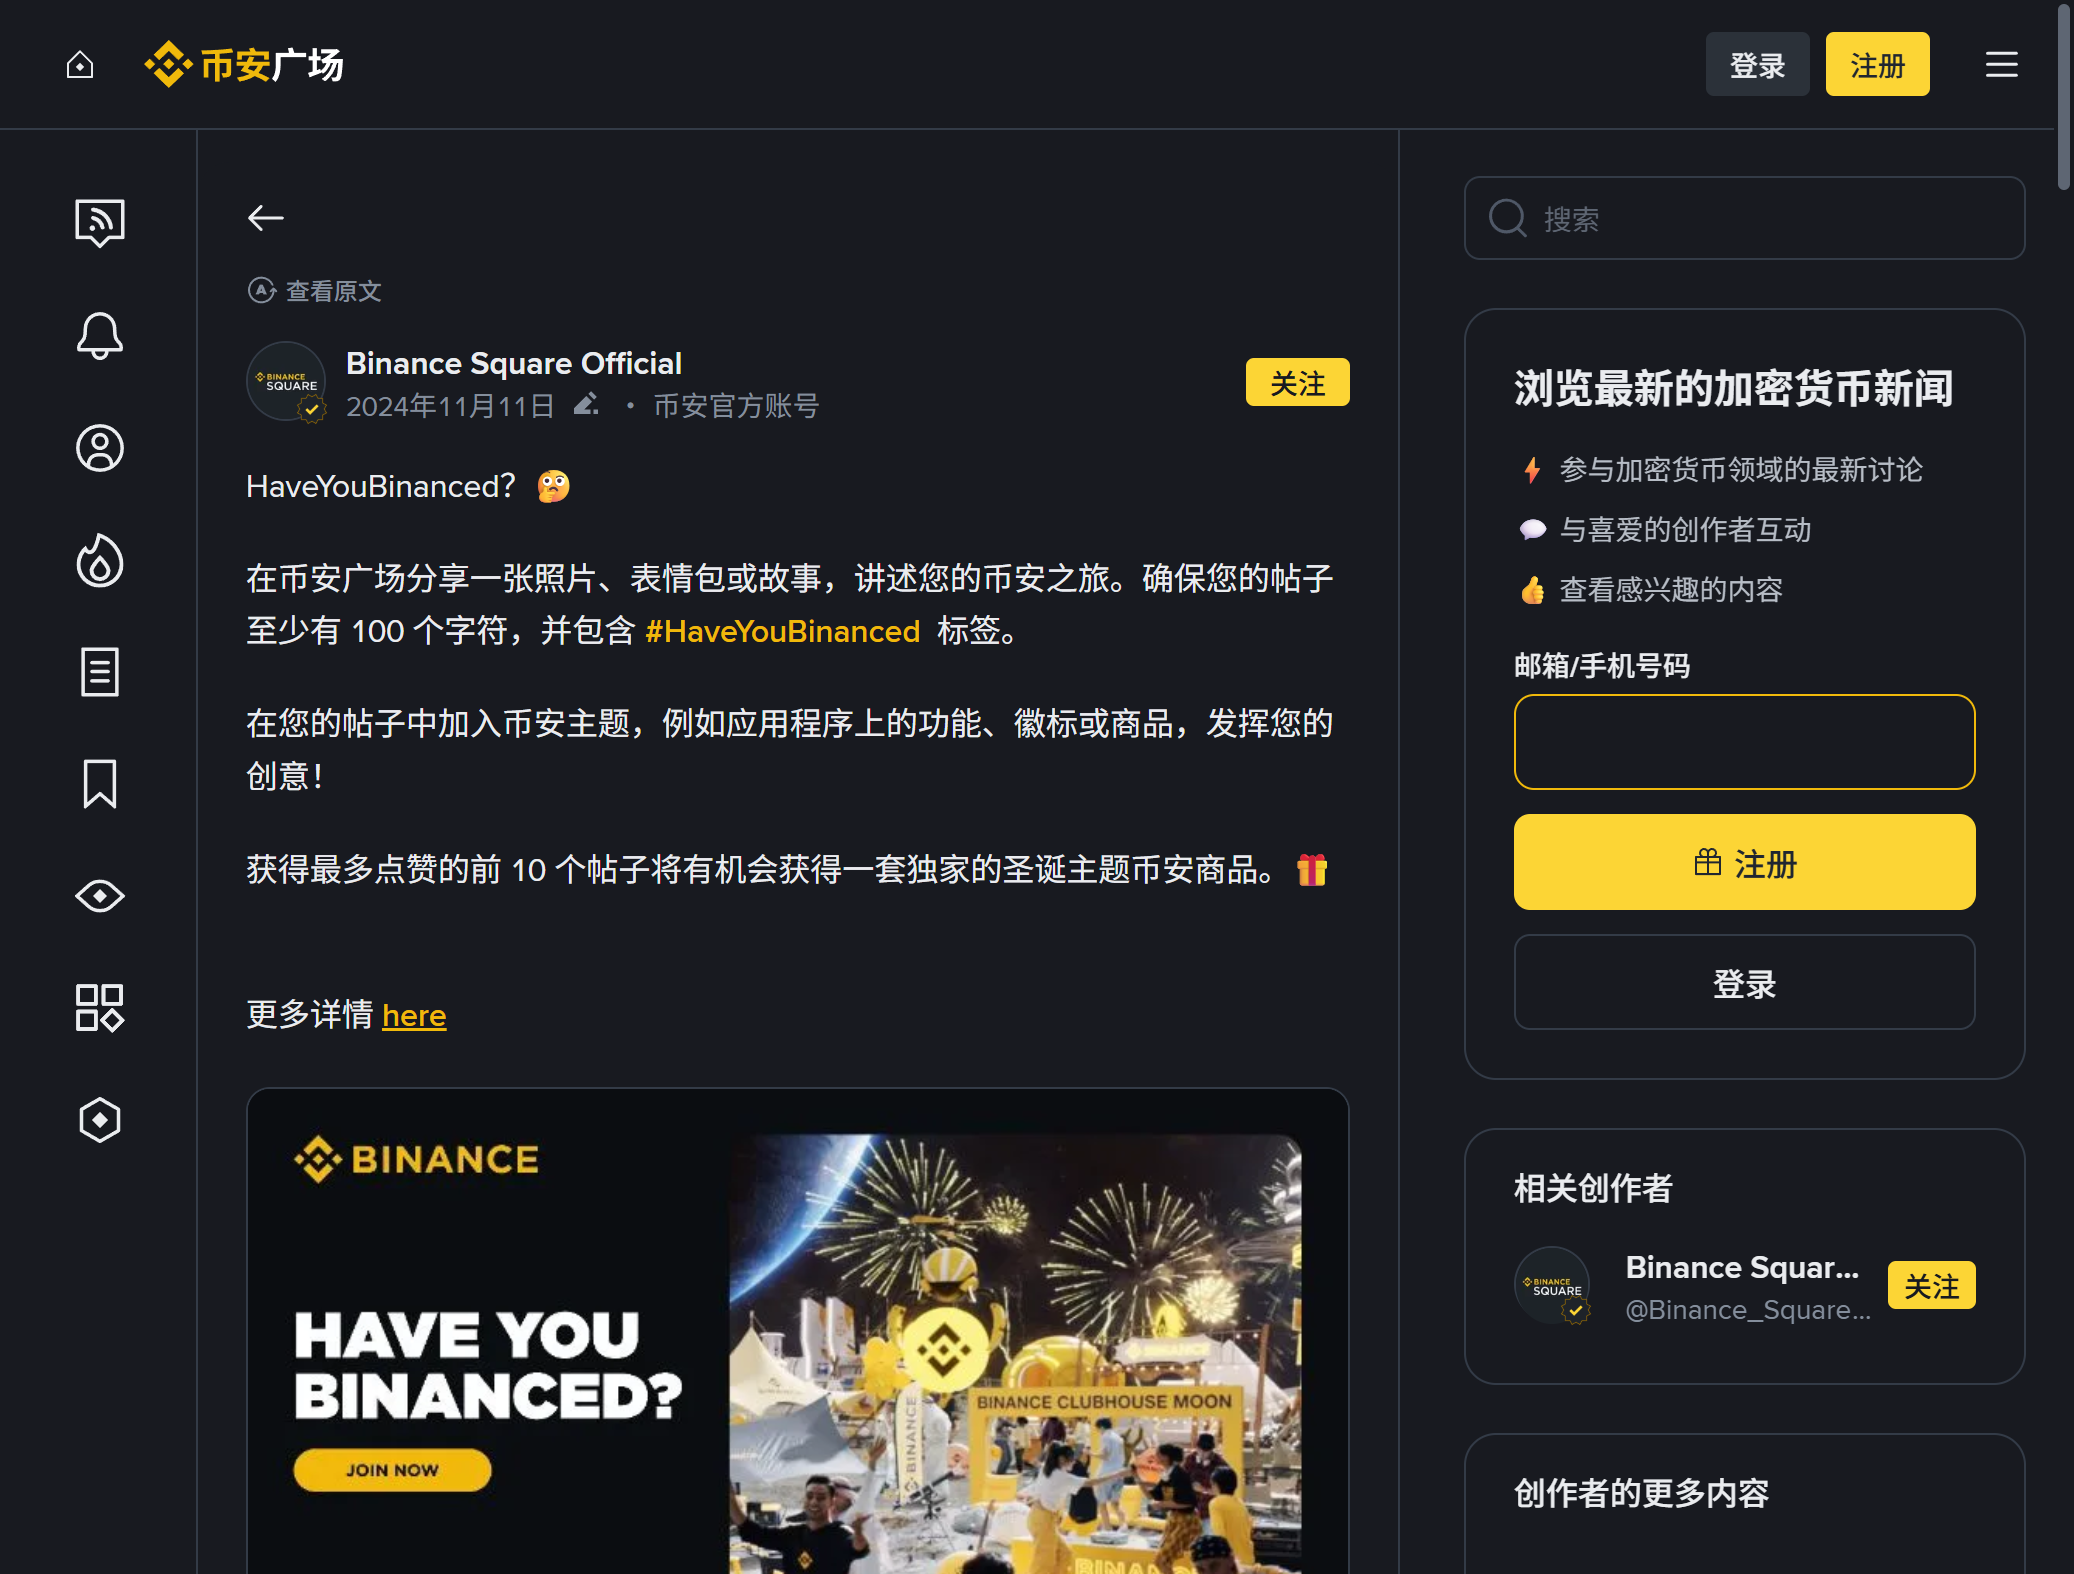 币安广场
登录
注册
搜索
查看原文
BINANCE
SQUARE
Binance Square Official
2024年11月11日 • 币安官方账号
关注
HaveYouBinanced？🤔
在币安广场分享一张照片、表情包或故事，讲述您的币安之旅。确保您的帖子
至少有 100 个字符，并包含 #HaveYouBinanced 标签。
在您的帖子中加入币安主题，例如应用程序上的功能、徽标或商品，发挥您的
创意！
获得最多点赞的前 10 个帖子将有机会获得一套独家的圣诞主题币安商品。🎁
更多详情 here
BINANCE
HAVE YOU
BINANCED?
JOIN NOW
BINANCE
BINANCE CLUBHOUSE MOON
BINANCE
浏览最新的加密货币新闻
⚡ 参与加密货币领域的最新讨论
💬 与喜爱的创作者互动
👍 查看感兴趣的内容
邮箱/手机号码
注册
登录
相关创作者
BINANCE
SQUARE
Binance Squar...
@Binance_Square...
关注
创作者的更多内容